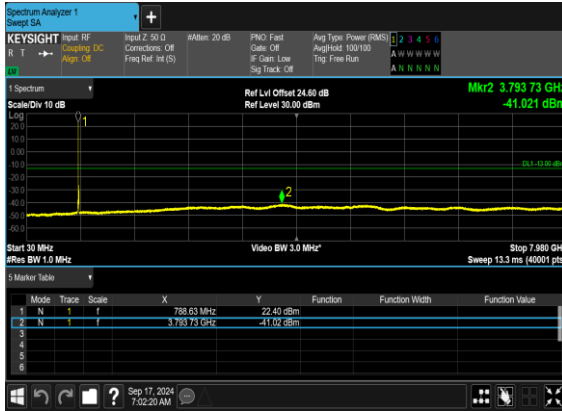 Spectrum Analyzer 1
Swept SA
KEYSIGHT Input: RF Input Z: 50 Ω #Atten: 20 dB PNO: Fast Avg Type: Power (RMS) 1 2 3 4 5 6
R T Coupling: DC Corrections: Off Gate: Off Avg|Hold: 100/100 A W W W W W
Align: Off Freq Ref: Int (S) IF Gain: Low Trig: Free Run
Sig Track: Off A N N N N N
1 Spectrum Ref Lvl Offset 24.60 dB Mkr2 3.793 73 GHz
Scale/Div 10 dB Ref Level 30.00 dBm -41.021 dBm
Log
1
20.0
10.0
0.00
-10.0 DL1 -13.00 dBm
-20.0
-30.0
2
-40.0
-50.0
-60.0
Start 30 MHz Video BW 3.0 MHz* Stop 7.980 GHz
#Res BW 1.0 MHz Sweep 13.3 ms (40001 pts)
5 Marker Table
Mode Trace Scale X Y Function Function Width Function Value
1 N 1 f 788.63 MHz 22.40 dBm
2 N 1 f 3.793 73 GHz -41.02 dBm
3
4
5
6
? Sep 17, 2024
7:02:20 AM